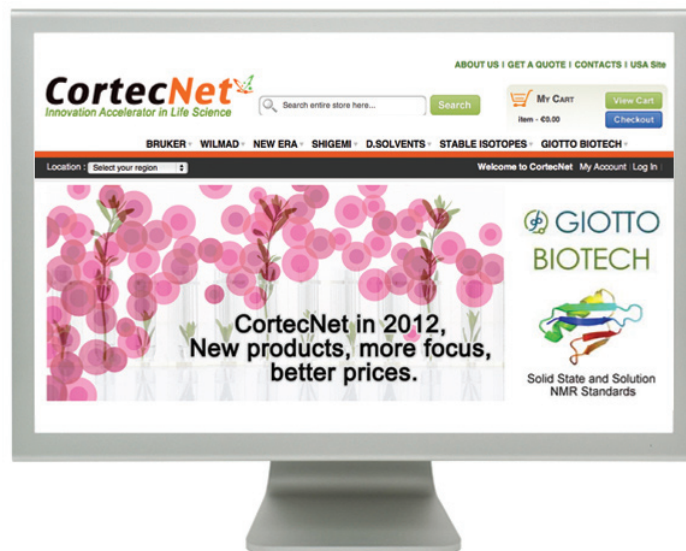 ABOUT US I GET A QUOTE I CONTACTS I USA Site
CortecNet
Innovation Accelerator in Life Science
Search entire store here...
Search
MY CART
View Cart
item - €0.00
Checkout
BRUKER WILMAD NEW ERA SHIGEMI D.SOLVENTS STABLE ISOTOPES GIOTTO BIOTECH
Location : Select your region
Welcome to CortecNet My Account | Log In |
GIOTTO
BIOTECH
CortecNet in 2012,
New products, more focus,
better prices.
Solid State and Solution
NMR Standards